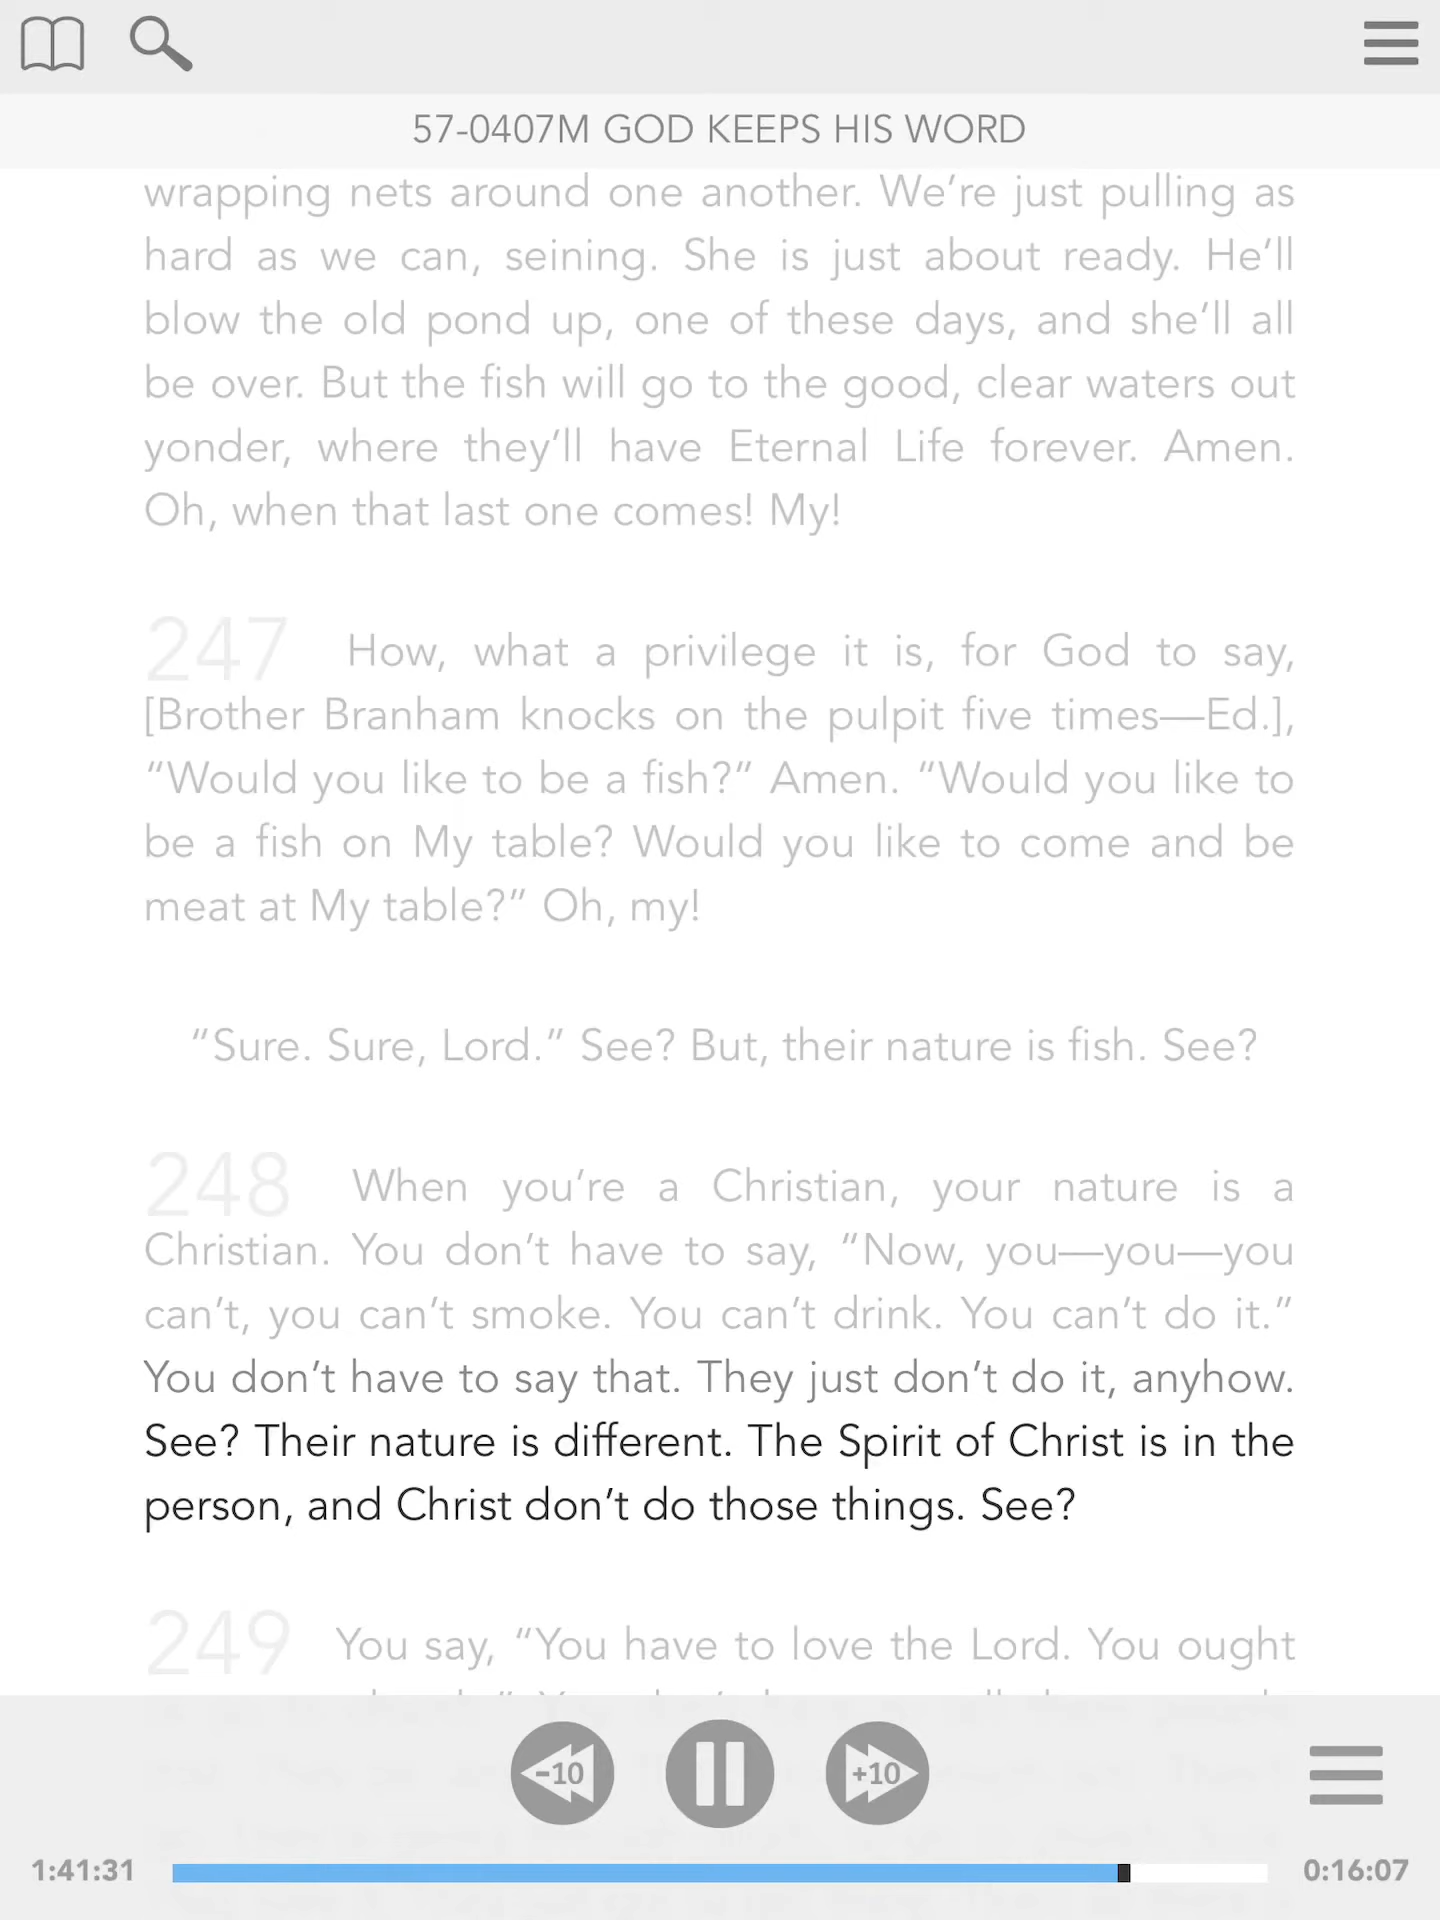 57-0407M GOD KEEPS HIS WORD
wrapping nets around one another. We’re just pulling as
hard as we can, seining. She is just about ready. He’ll
blow the old pond up, one of these days, and she’ll all
be over. But the fish will go to the good, clear waters out
yonder, where they’ll have Eternal Life forever. Amen.
Oh, when that last one comes! My!
247 How, what a privilege it is, for God to say,
[Brother Branham knocks on the pulpit five times—Ed.],
“Would you like to be a fish?” Amen. “Would you like to
be a fish on My table? Would you like to come and be
meat at My table?” Oh, my!
“Sure. Sure, Lord.” See? But, their nature is fish. See?
248 When you’re a Christian, your nature is a
Christian. You don’t have to say, “Now, you—you—you
can’t, you can’t smoke. You can’t drink. You can’t do it.”
You don’t have to say that. They just don’t do it, anyhow.
See? Their nature is different. The Spirit of Christ is in the
person, and Christ don’t do those things. See?
249 You say, “You have to love the Lord. You ought
-10 +10
1:41:31 0:16:07